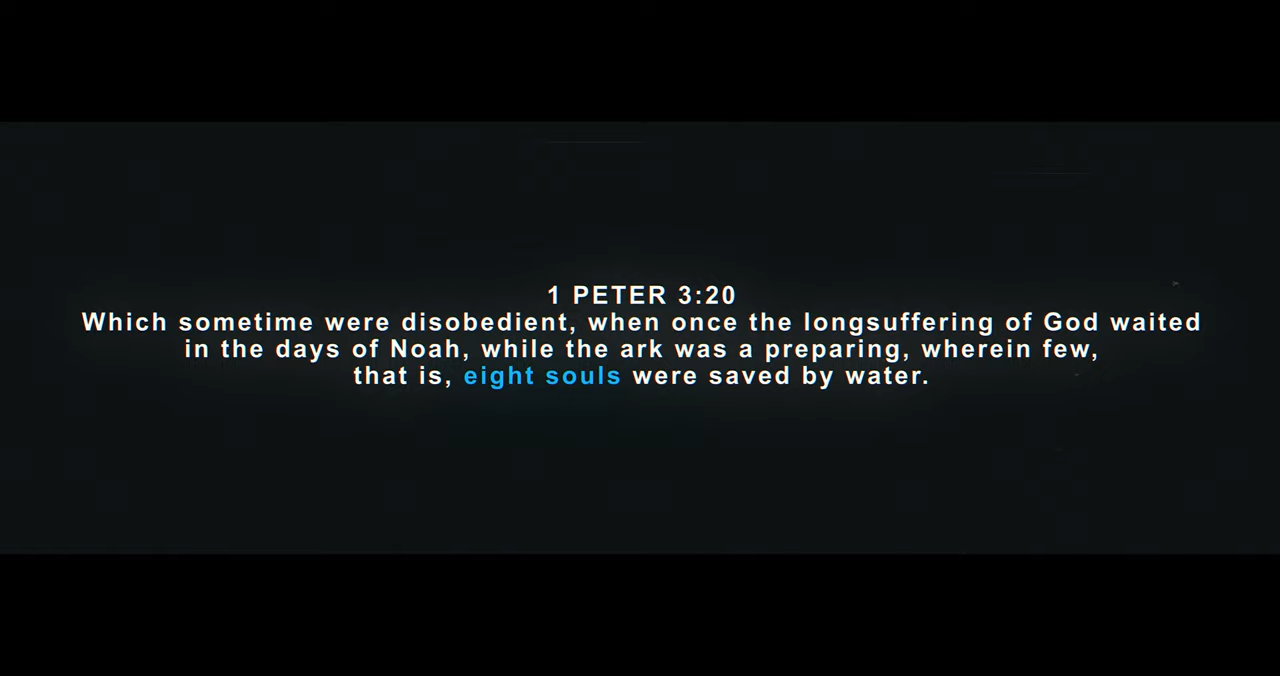 1 PETER 3:20
Which sometime were disobedient, when once the longsuffering of God waited
in the days of Noah, while the ark was a preparing, wherein few,
that is, eight souls were saved by water.